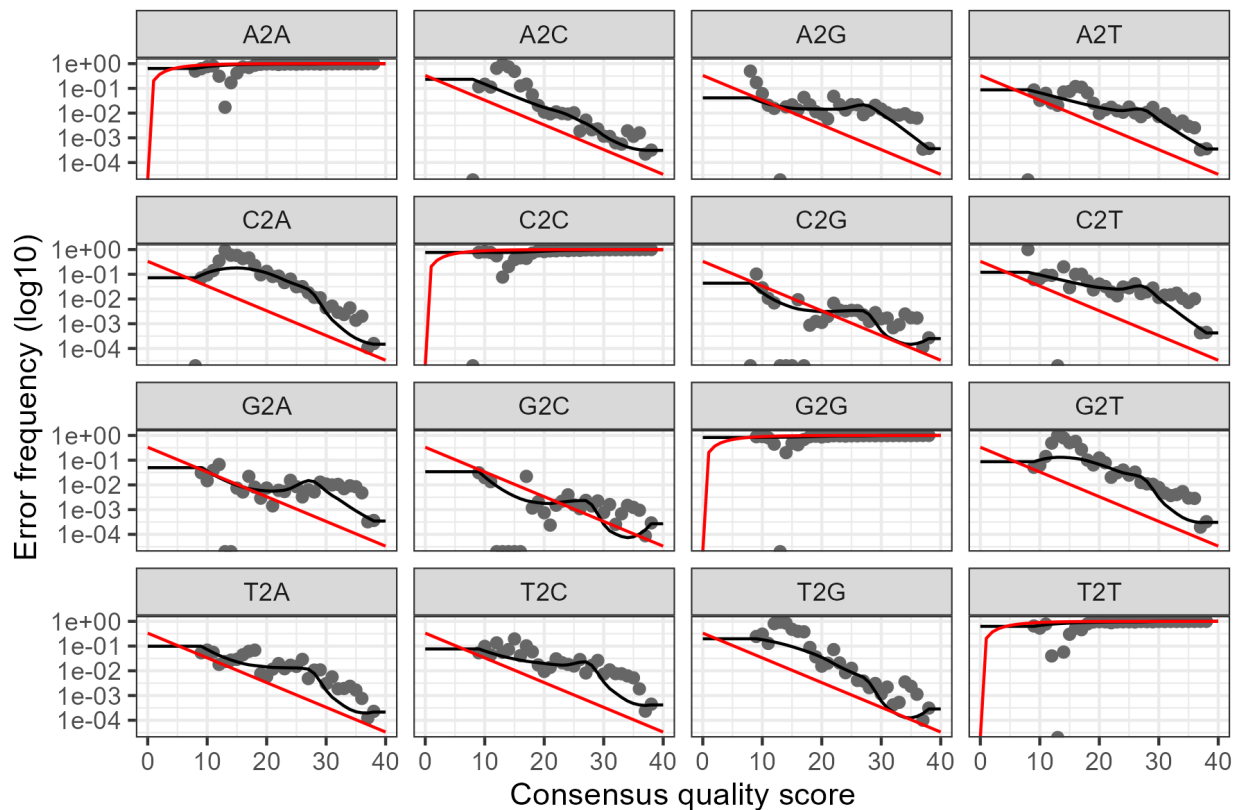 A2A A2C A2G A2T
1e+00
1e-01
1e-02
1e-03
1e-04
C2A C2C C2G C2T
1e+00
1e-01
1e-02
1e-03
1e-04
G2A G2C G2G G2T
1e+00
1e-01
1e-02
1e-03
1e-04
T2A T2C T2G T2T
1e+00
1e-01
1e-02
1e-03
1e-04
0 10 20 30 40 0 10 20 30 40 0 10 20 30 40 0 10 20 30 40
Consensus quality score
Error frequency (log10)